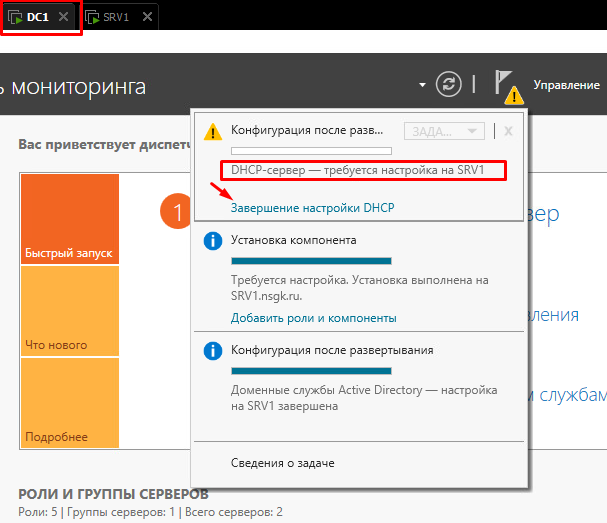 DC1
SRV1
ь мониторинга
Управление
Вас приветствует диспетч
Конфигурация после разв...
ЗАДА...
X
DHCP-сервер — требуется настройка на SRV1
Завершение настройки DHCP
1
вер
Быстрый запуск
Установка компонента
Требуется настройка. Установка выполнена на
SRV1.nsgk.ru.
Добавить роли и компоненты
вления
Что нового
Конфигурация после развертывания
Доменные службы Active Directory — настройка
на SRV1 завершена
м службам
Подробнее
Сведения о задаче
РОЛИ И ГРУППЫ СЕРВЕРОВ
Роли: 5 | Группы серверов: 1 | Всего серверов: 2